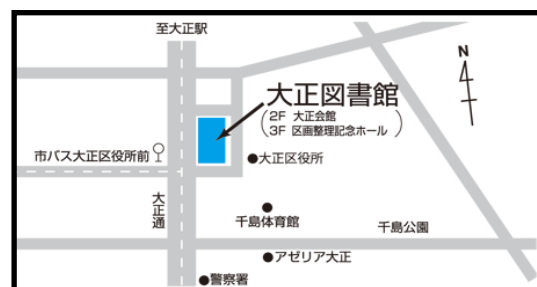 至大正駅
N
大正図書館
2F 大正会館
3F 区画整理記念ホール
市バス大正区役所前
●大正区役所
大正通
千島体育館
千島公園
●アゼリア大正
●警察署